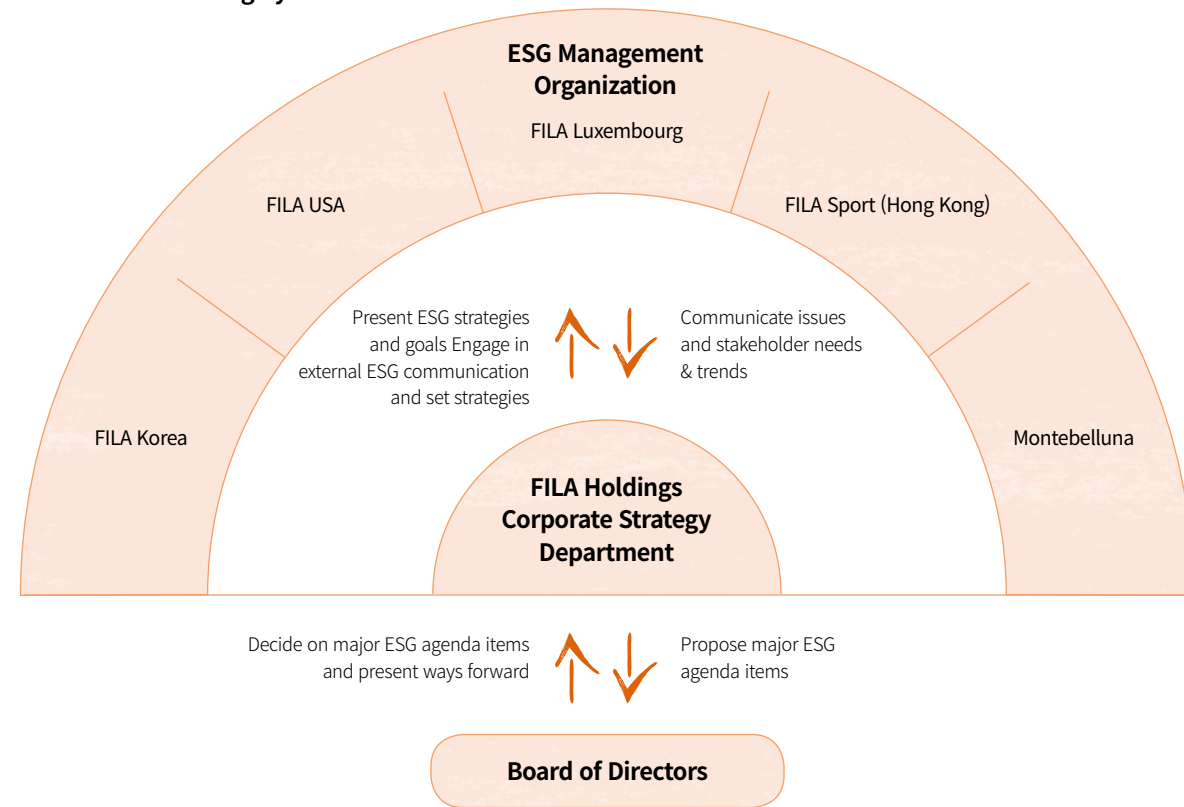 ESG Management
Organization
FILA Luxembourg
FILA USA
FILA Sport (Hong Kong)
FILA Korea
Montebelluna
Present ESG strategies
and goals Engage in
external ESG communication
and set strategies
Communicate issues
and stakeholder needs
& trends
FILA Holdings
Corporate Strategy
Department
Decide on major ESG agenda items
and present ways forward
Propose major ESG
agenda items
Board of Directors